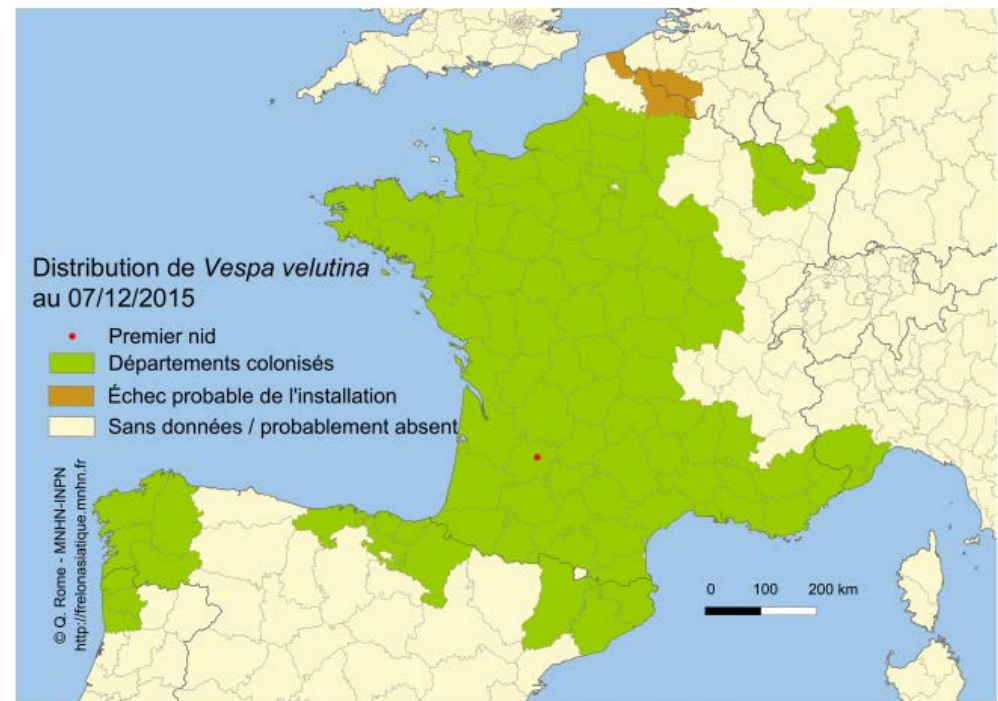 Distribution de Vespa velutina
au 07/12/2015
Premier nid
Départements colonisés
Échec probable de l'installation
Sans données / probablement absent
© Q. Rome - MNHN-INPN
http://frelonasiatique.mnhn.fr
0 100 200 km